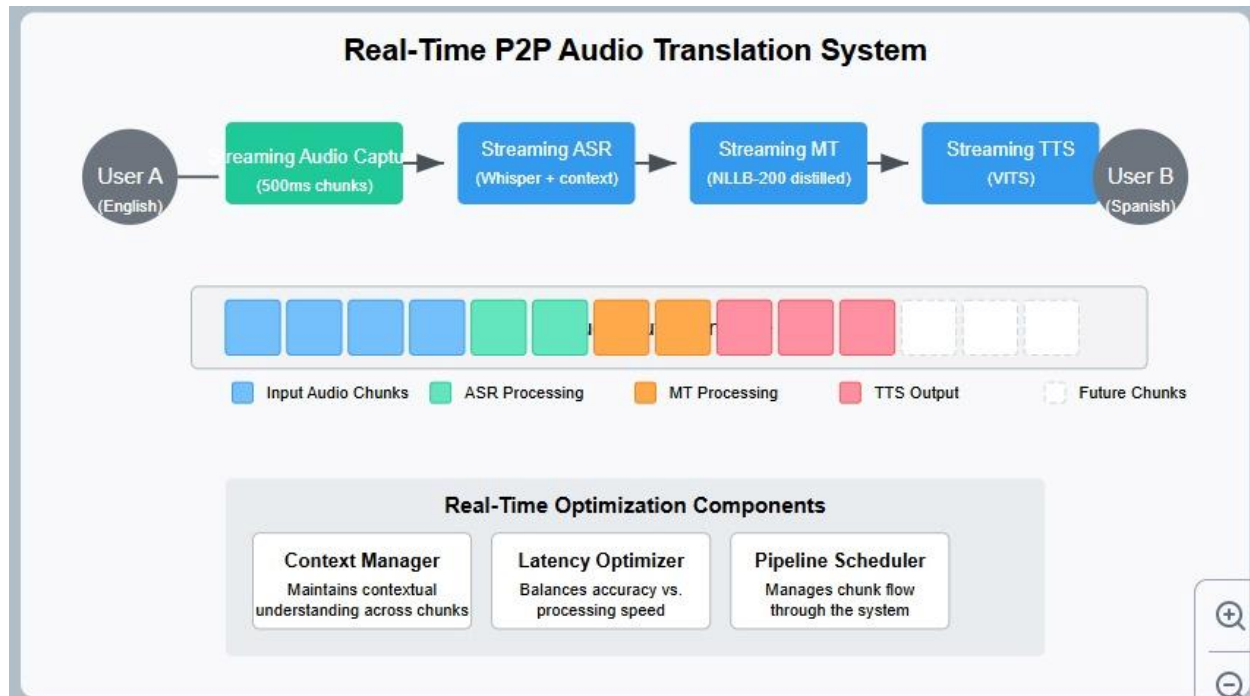 Real-Time P2P Audio Translation System
User A
(English)
Streaming Audio Captu
(500ms chunks)
Streaming ASR
(Whisper + context)
Streaming MT
(NLLB-200 distilled)
Streaming TTS
(VITS)
User B
(Spanish)
Input Audio Chunks
ASR Processing
MT Processing
TTS Output
Future Chunks
Real-Time Optimization Components
Context Manager
Maintains contextual
understanding across chunks
Latency Optimizer
Balances accuracy vs.
processing speed
Pipeline Scheduler
Manages chunk flow
through the system